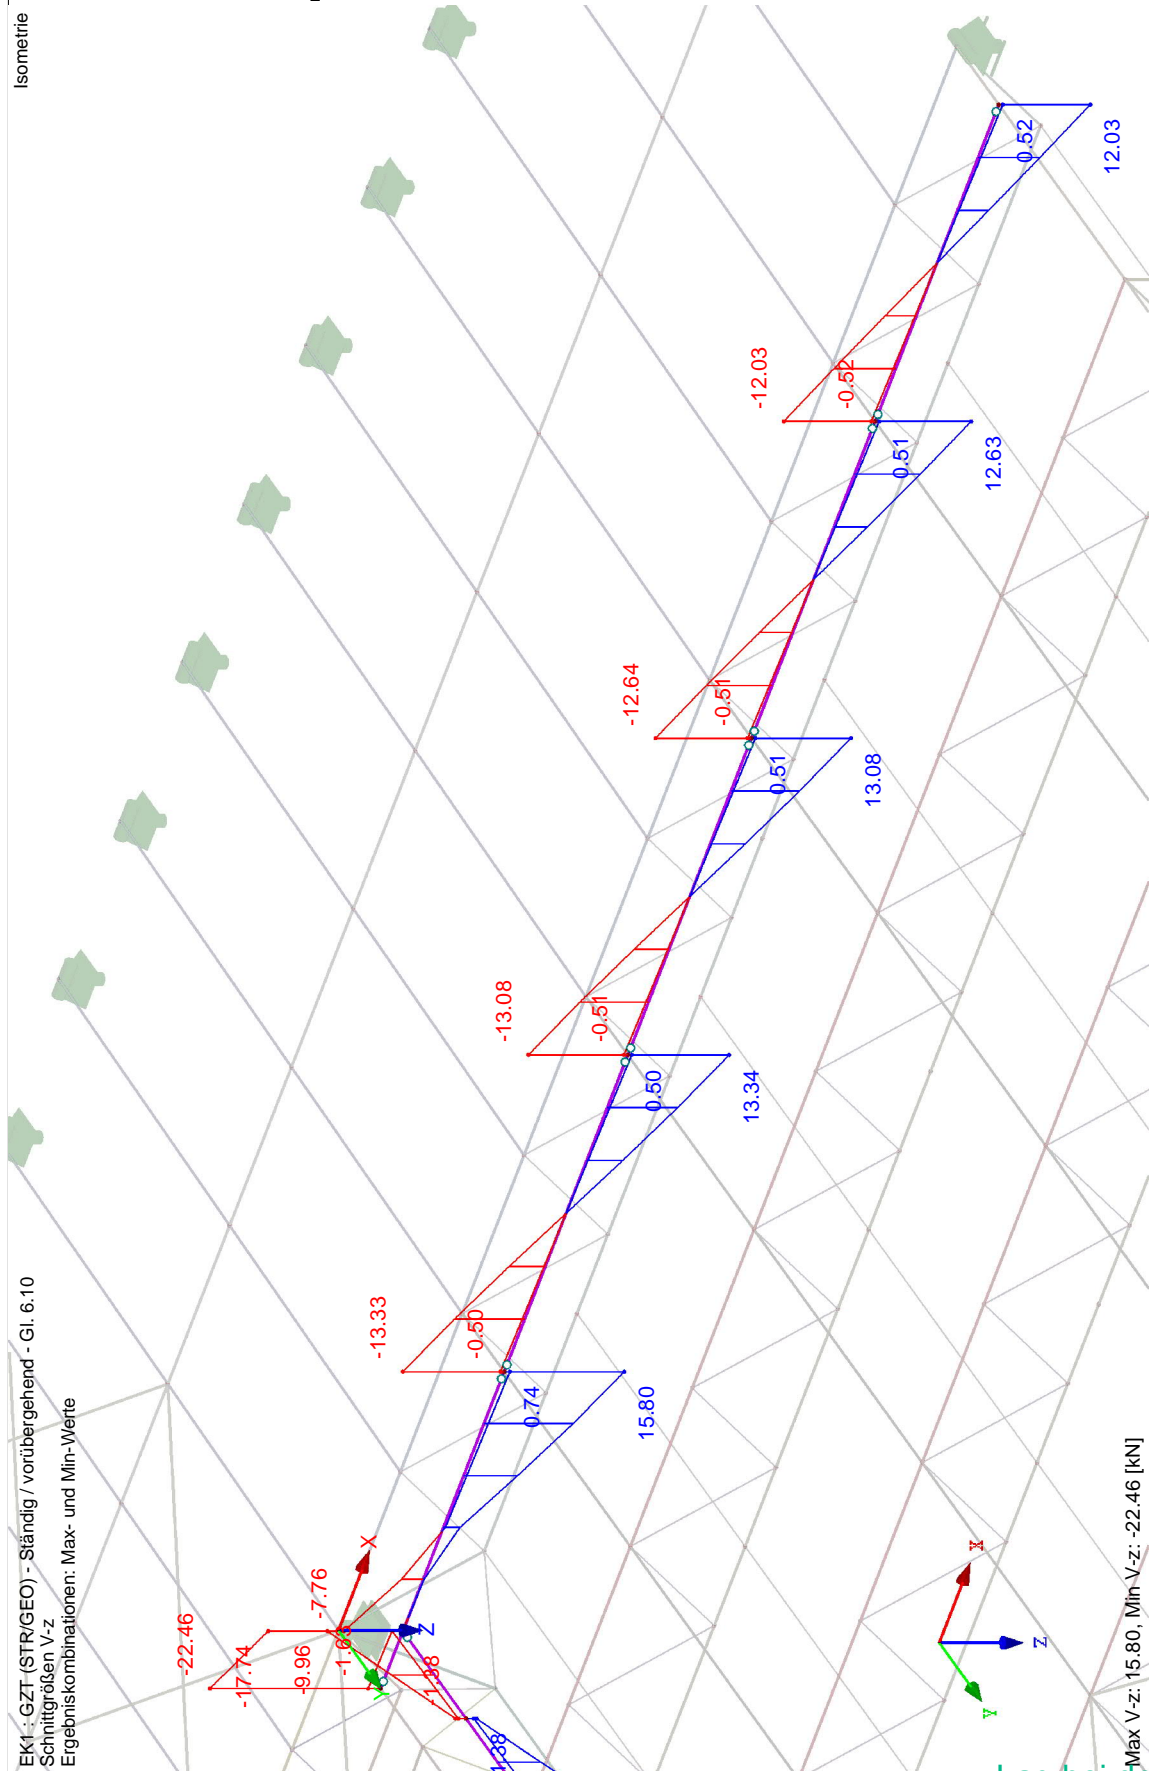 EK1 : GZT (STR/GEO) - Ständig / vorübergehend - Gl. 6.10
Schnittgrößen V-z
Ergebniskombinationen: Max- und Min-Werte
Isometrie
-22.46
-17.74
-9.96
-7.76
-1.38
X
Y
Z
-13.33
-0.50
0.74
15.80
-13.08
-0.51
0.50
13.34
-12.64
-0.51
0.51
13.08
-12.03
-0.52
0.51
12.63
0.52
12.03
X
Y
Z
Max V-z: 15.80, Min V-z: -22.46 [kN]